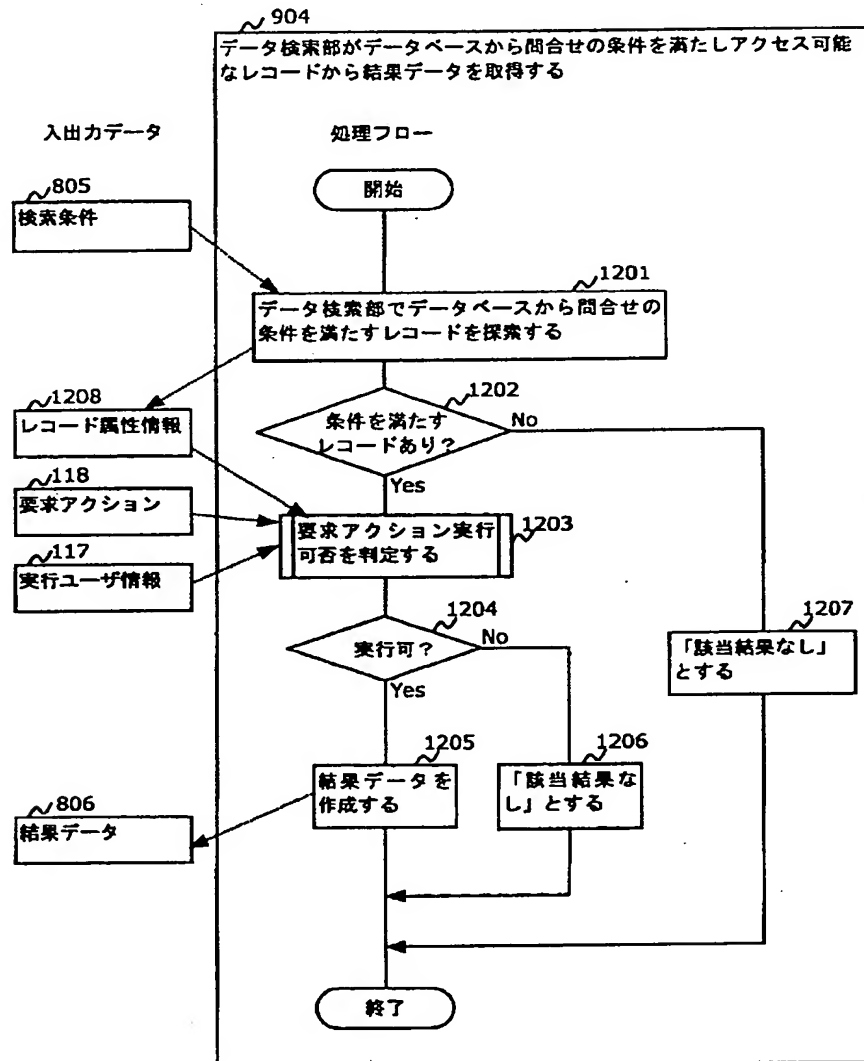 904
データ検索部がデータベースから問合せの条件を満たしアクセス可能
なレコードから結果データを取得する
入出力データ
処理フロー
開始
805
検索条件
1201
データ検索部でデータベースから問合せの
条件を満たすレコードを探索する
1202
条件を満たす
レコードあり？
No
Yes
1208
レコード属性情報
118
要求アクション
117
実行ユーザ情報
1203
要求アクション実行
可否を判定する
1204
実行可？
No
Yes
1207
「該当結果なし」
とする
1205
結果データを
作成する
1206
「該当結果な
し」とする
806
結果データ
終了